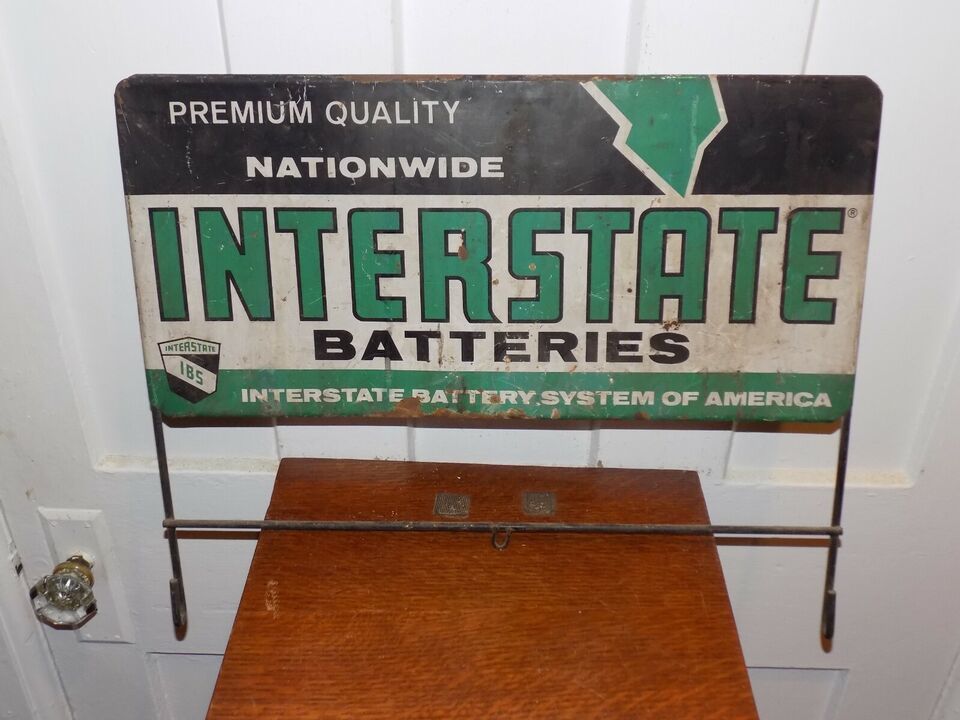 PREMIUM QUALITY
NATIONWIDE
INTERSTATE®
BATTERIES
INTERSTATE
IBS
INTERSTATE BATTERY SYSTEM OF AMERICA